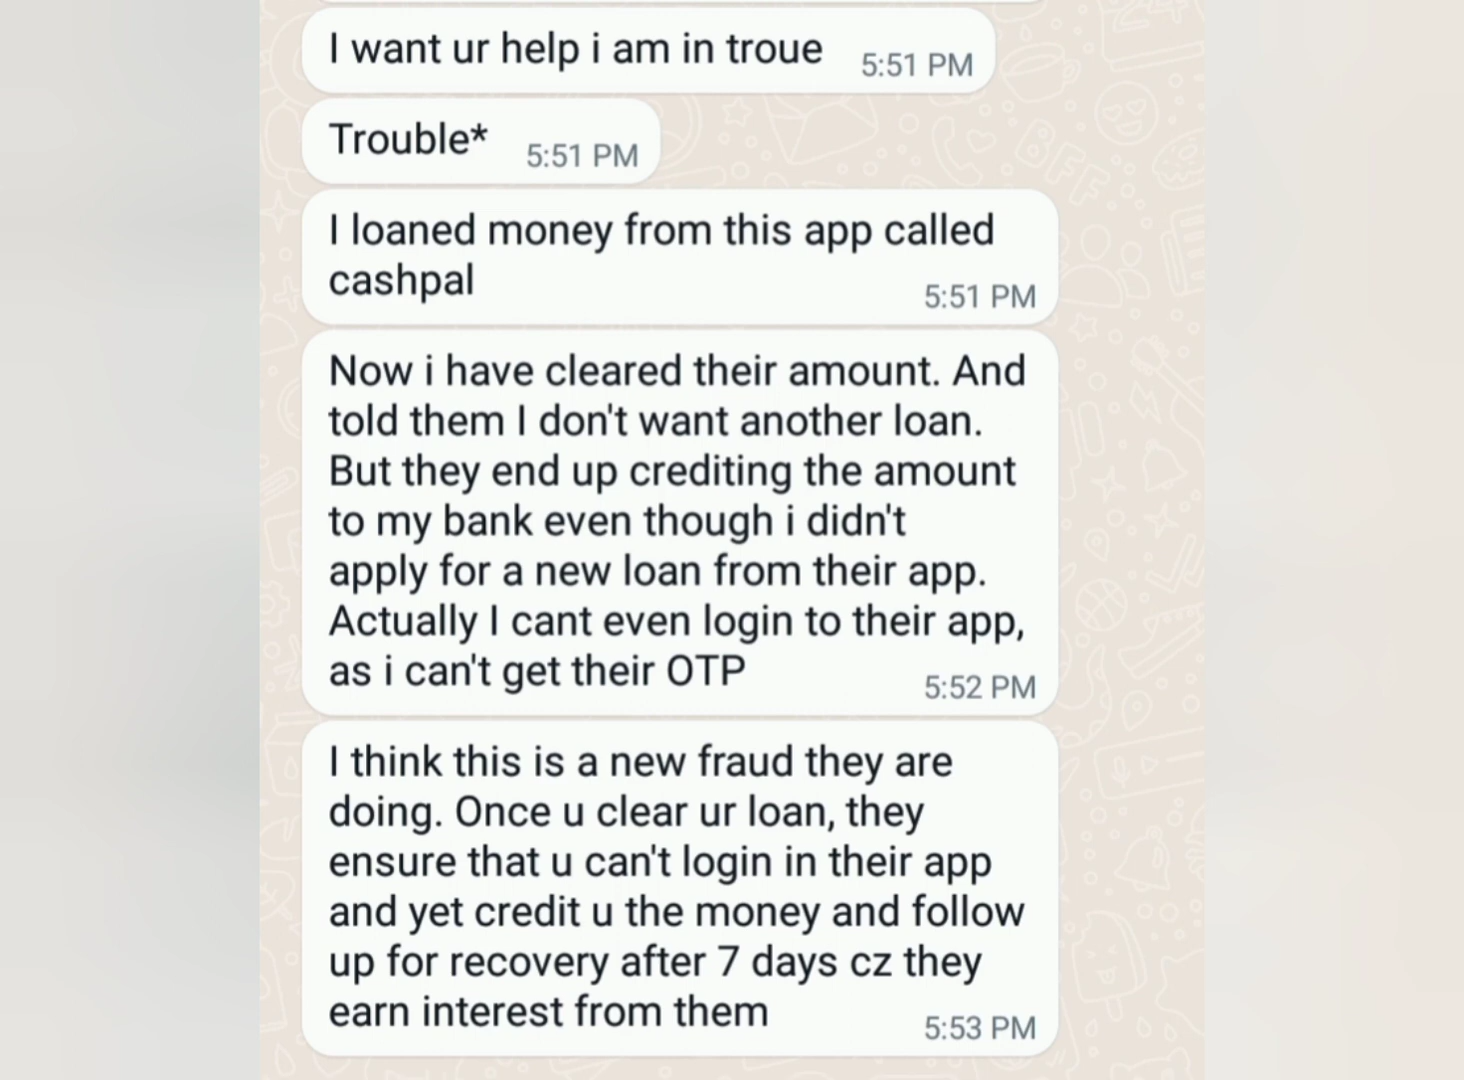 I want ur help i am in troue 5:51 PM
Trouble* 5:51 PM
I loaned money from this app called
cashpal 5:51 PM
Now i have cleared their amount. And
told them I don't want another loan.
But they end up crediting the amount
to my bank even though i didn't
apply for a new loan from their app.
Actually I cant even login to their app,
as i can't get their OTP 5:52 PM
I think this is a new fraud they are
doing. Once u clear ur loan, they
ensure that u can't login in their app
and yet credit u the money and follow
up for recovery after 7 days cz they
earn interest from them 5:53 PM